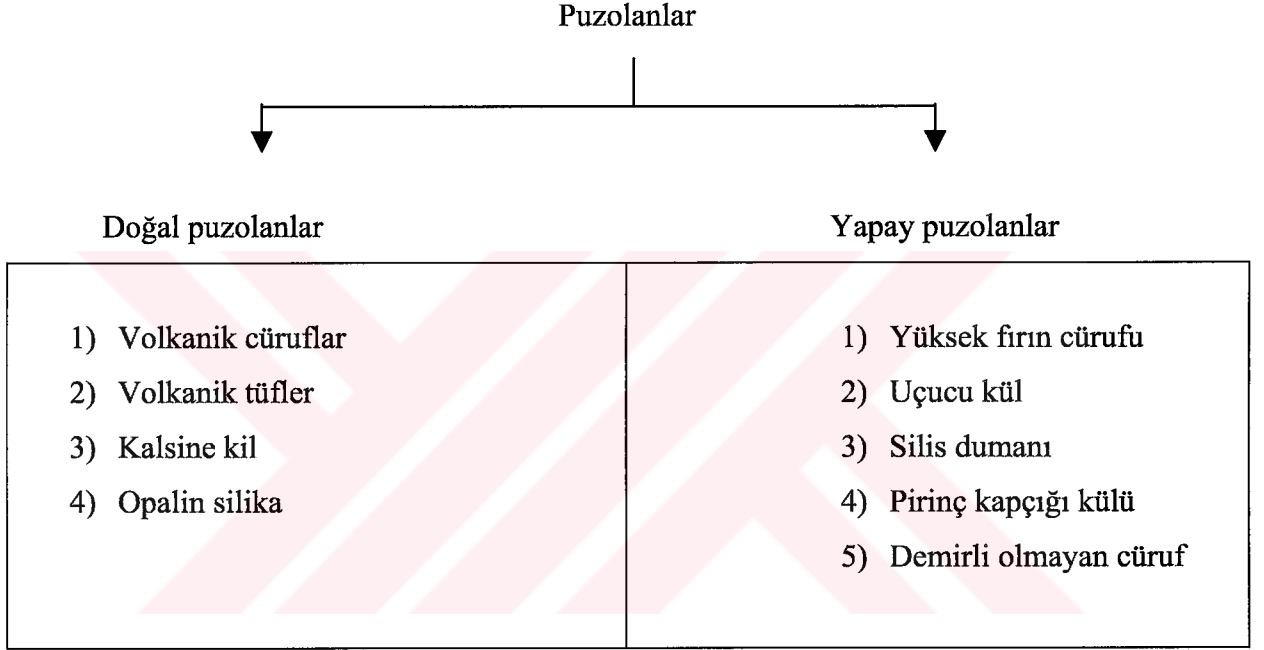 Puzolanlar
Doğal puzolanlar
Yapay puzolanlar
1) Volkanik cüruflar
2) Volkanik tüfler
3) Kalsine kil
4) Opalin silika
1) Yüksek fırın cürufu
2) Uçucu kül
3) Silis dumanı
4) Pirinç kapçığı külü
5) Demirli olmayan cüruf